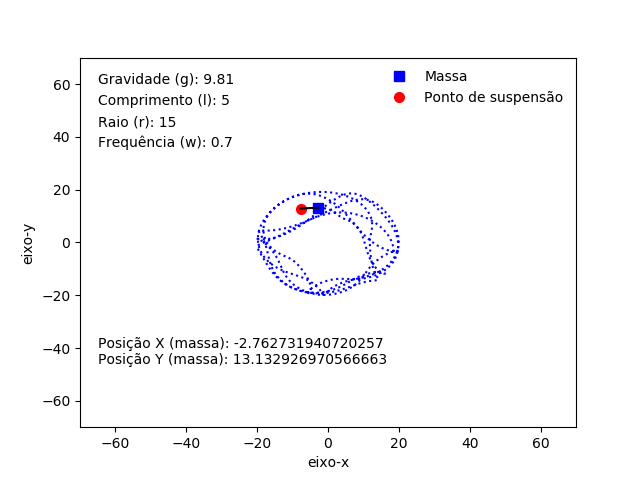 Gravidade (g): 9.81
Comprimento (l): 5
Raio (r): 15
Frequência (w): 0.7
Massa
Ponto de suspensão
60
40
20
0
−20
−40
−60
eixo-y
Posição X (massa): -2.762731940720257
Posição Y (massa): 13.132926970566663
−60
−40
−20
0
20
40
60
eixo-x